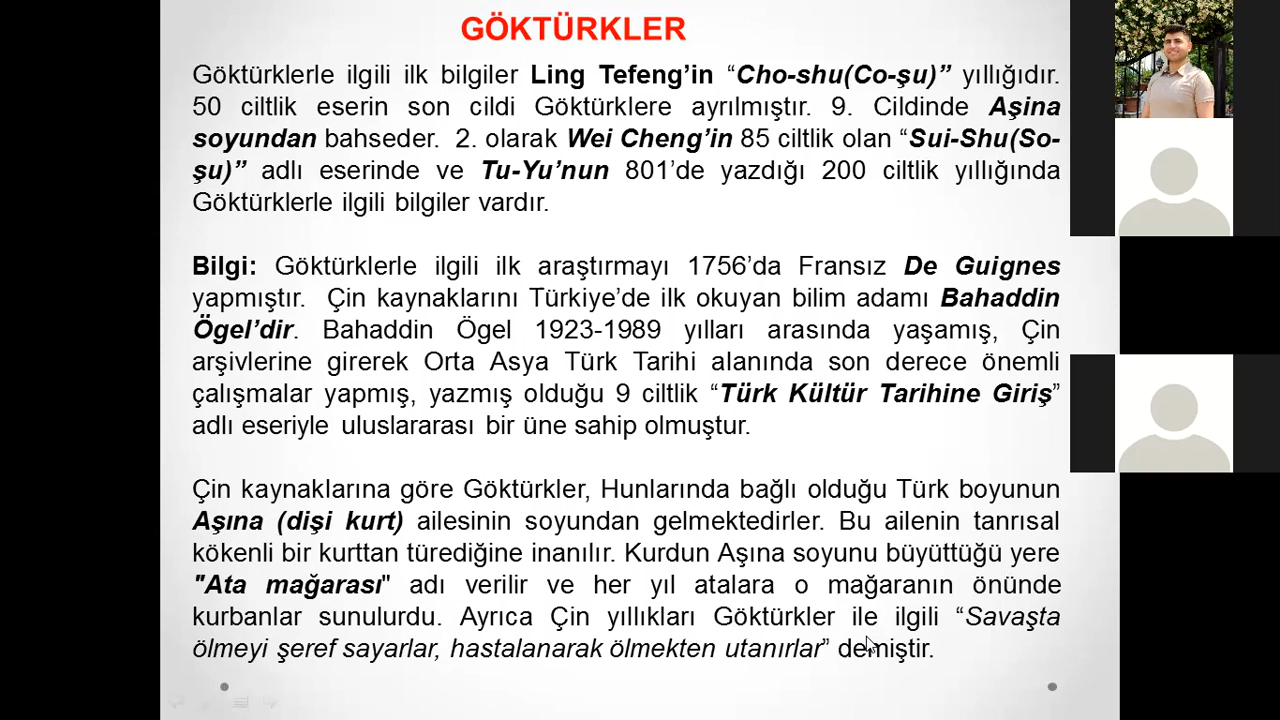 GÖKTÜRKLER
Göktürklerle ilgili ilk bilgiler Ling Tefeng’in “Cho-shu(Co-şu)” yıllığıdır.
50 ciltlik eserin son cildi Göktürklere ayrılmıştır. 9. Cildinde Aşina
soyundan bahseder. 2. olarak Wei Cheng’in 85 ciltlik olan “Sui-Shu(So-
şu)” adlı eserinde ve Tu-Yu’nun 801’de yazdığı 200 ciltlik yıllığında
Göktürklerle ilgili bilgiler vardır.
Bilgi: Göktürklerle ilgili ilk araştırmayı 1756’da Fransız De Guignes
yapmıştır. Çin kaynaklarını Türkiye’de ilk okuyan bilim adamı Bahaddin
Ögel’dir. Bahaddin Ögel 1923-1989 yılları arasında yaşamış, Çin
arşivlerine girerek Orta Asya Türk Tarihi alanında son derece önemli
çalışmalar yapmış, yazmış olduğu 9 ciltlik “Türk Kültür Tarihine Giriş”
adlı eseriyle uluslararası bir üne sahip olmuştur.
Çin kaynaklarına göre Göktürkler, Hunlarında bağlı olduğu Türk boyunun
Aşına (dişi kurt) ailesinin soyundan gelmektedirler. Bu ailenin tanrısal
kökenli bir kurttan türediğine inanılır. Kurdun Aşına soyunu büyüttüğü yere
"Ata mağarası" adı verilir ve her yıl atalara o mağaranın önünde
kurbanlar sunulurdu. Ayrıca Çin yıllıkları Göktürkler ile ilgili “Savaşta
ölmeyi şeref sayarlar, hastalanarak ölmekten utanırlar” demiştir.